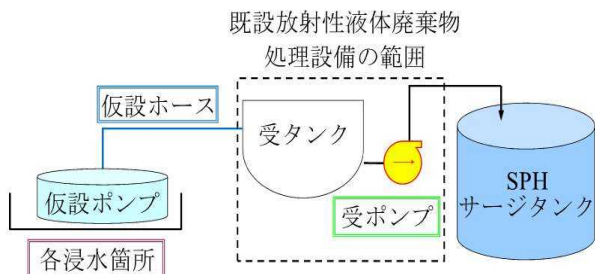 既設放射性液体廃棄物
処理設備の範囲
仮設ホース
受タンク
仮設ポンプ
受ポンプ
SPH
サージタンク
各浸水箇所